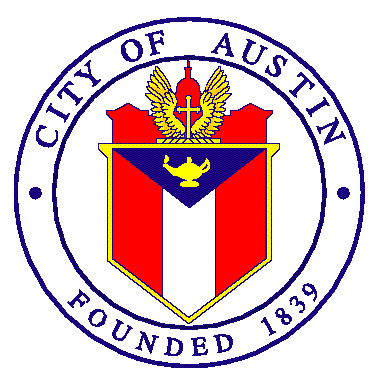 CITY OF AUSTIN
FOUNDED 1839